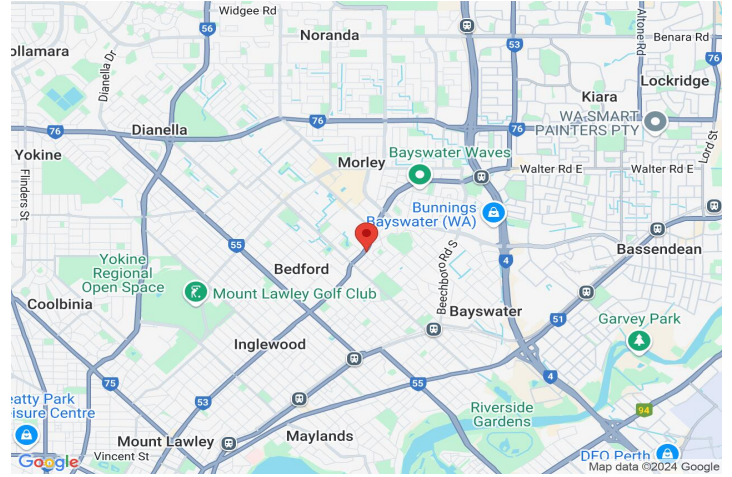 Widgee Rd
56
Noranda
53
Benara Rd
ollamara
Dianella Dr
Altone Rd
76
Lockridge
Kiara
WA SMART
PAINTERS PTY
76
Dianella
76
76
Lord St
Yokine
Morley
Bayswater Waves
Walter Rd E
Walter Rd E
Flinders St
Bunnings
Bayswater (WA)
55
Bassendean
Yokine
Regional
Open Space
Bedford
Beechboro Rd S
4
Mount Lawley Golf Club
Coolbinia
Bayswater
51
Garvey Park
Inglewood
75
53
55
4
eatty Park
eisure Centre
Riverside
Gardens
94
Mount Lawley
Maylands
Vincent St
DFO Perth
Google
Map data ©2024 Google